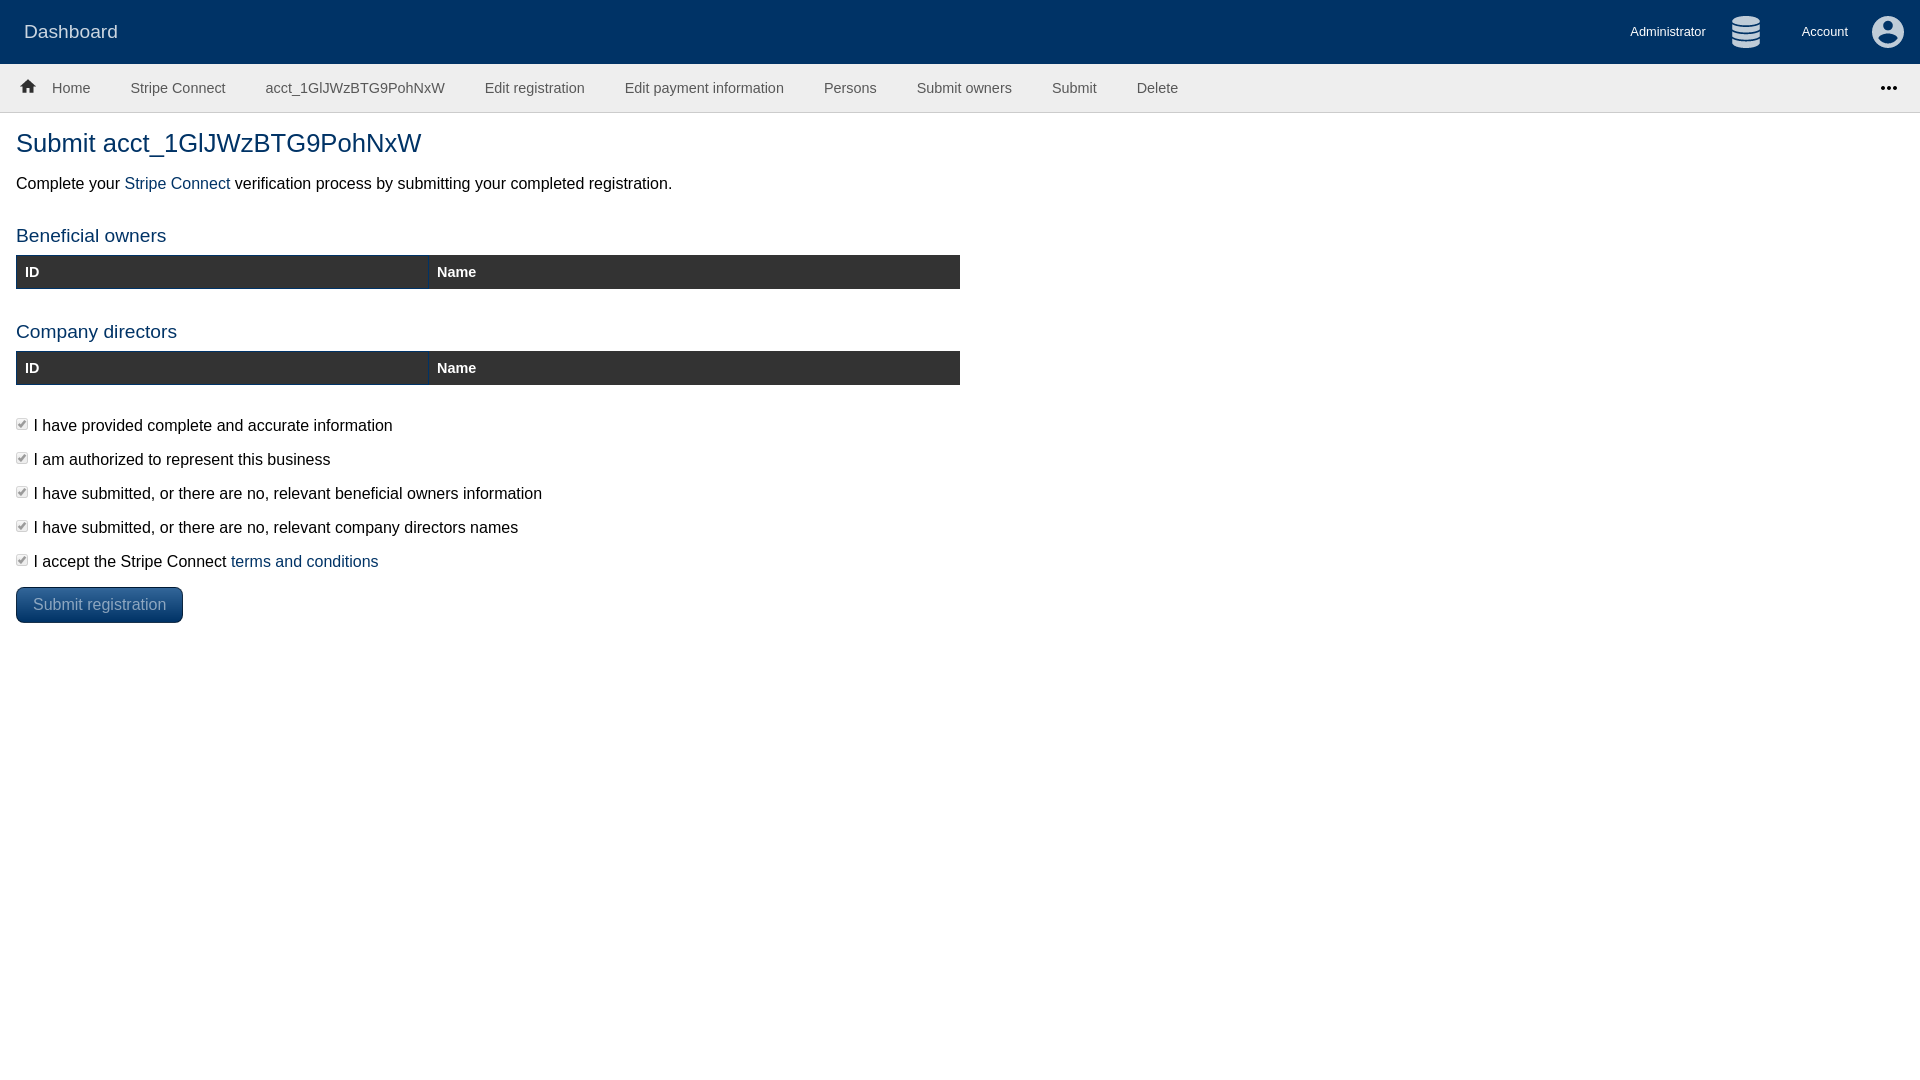 Dashboard
Administrator
Account
Home
Stripe Connect
acct_1GlJWzBTG9PohNxW
Edit registration
Edit payment information
Persons
Submit owners
Submit
Delete
Submit acct_1GlJWzBTG9PohNxW
Complete your Stripe Connect verification process by submitting your completed registration.
Beneficial owners
ID Name
Company directors
ID Name
I have provided complete and accurate information
I am authorized to represent this business
I have submitted, or there are no, relevant beneficial owners information
I have submitted, or there are no, relevant company directors names
I accept the Stripe Connect terms and conditions
Submit registration